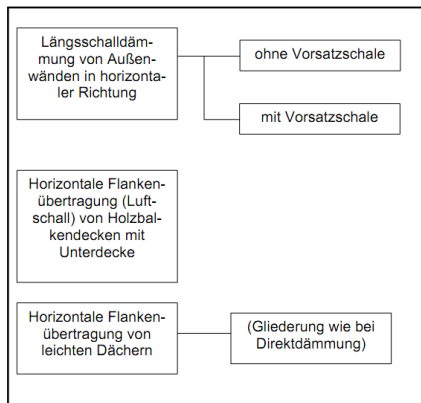 Längsschalldäm-
mung von Außen-
wänden in horizonta-
ler Richtung
ohne Vorsatzschale
mit Vorsatzschale
Horizontale Flanken-
übertragung (Luft-
schall) von Holzbal-
kendecken mit
Unterdecke
Horizontale Flanken-
übertragung von
leichten Dächern
(Gliederung wie bei
Direktdämmung)